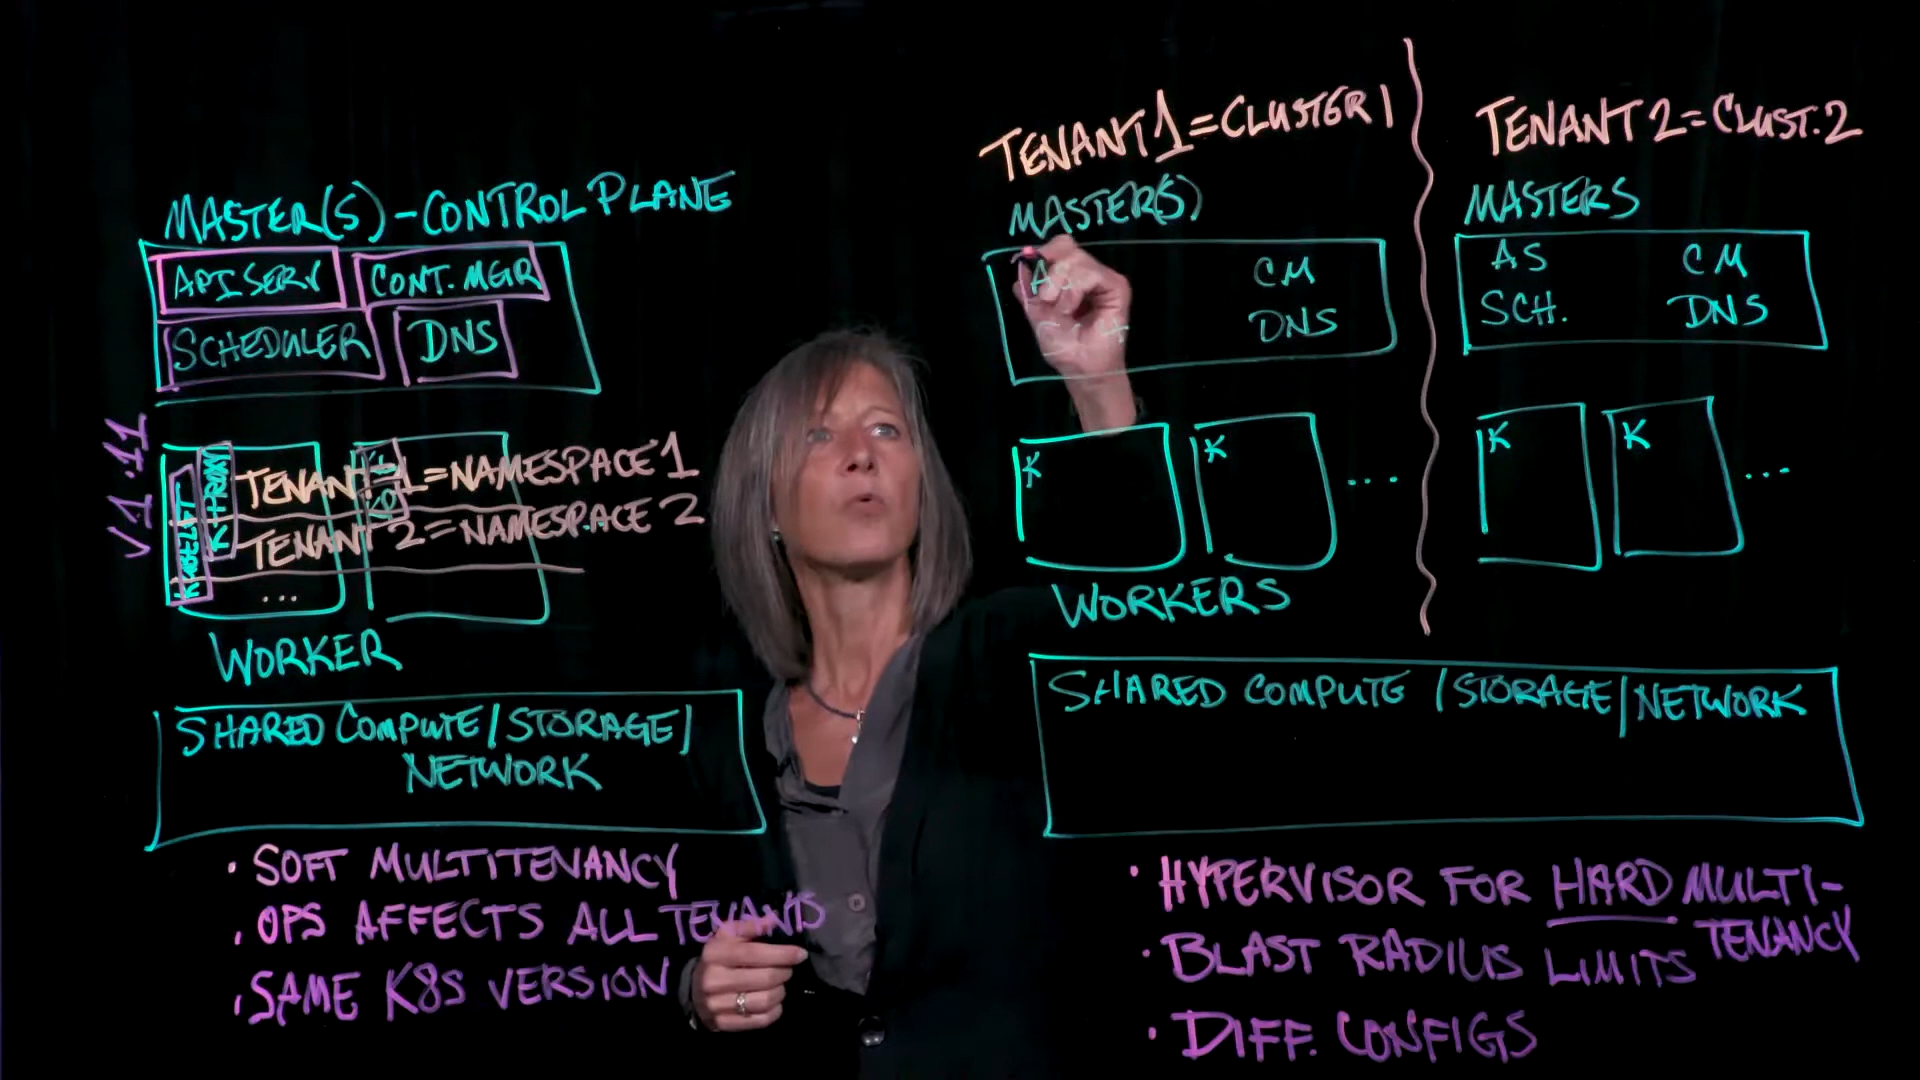 MASTER(S) - CONTROL PLANE
API SERV
CONT. MGR
SCHEDULER
DNS
V1.11
KUBELET
K-PROXY
TENANT 1 = NAMESPACE 1
TENANT 2 = NAMESPACE 2
...
WORKER
SHARED COMPUTE / STORAGE /
NETWORK
• SOFT MULTITENANCY
• OPS AFFECTS ALL TENANTS
• SAME K8S VERSION
TENANT 1 = CLUSTER 1
MASTER(S)
AS
CM
DNS
K
K
....
WORKERS
TENANT 2 = CLUST. 2
MASTERS
AS
CM
SCH.
DNS
K
K
...
SHARED COMPUTE / STORAGE / NETWORK
• HYPERVISOR FOR HARD MULTI-
TENANCY
• BLAST RADIUS LIMITS
• DIFF. CONFIGS